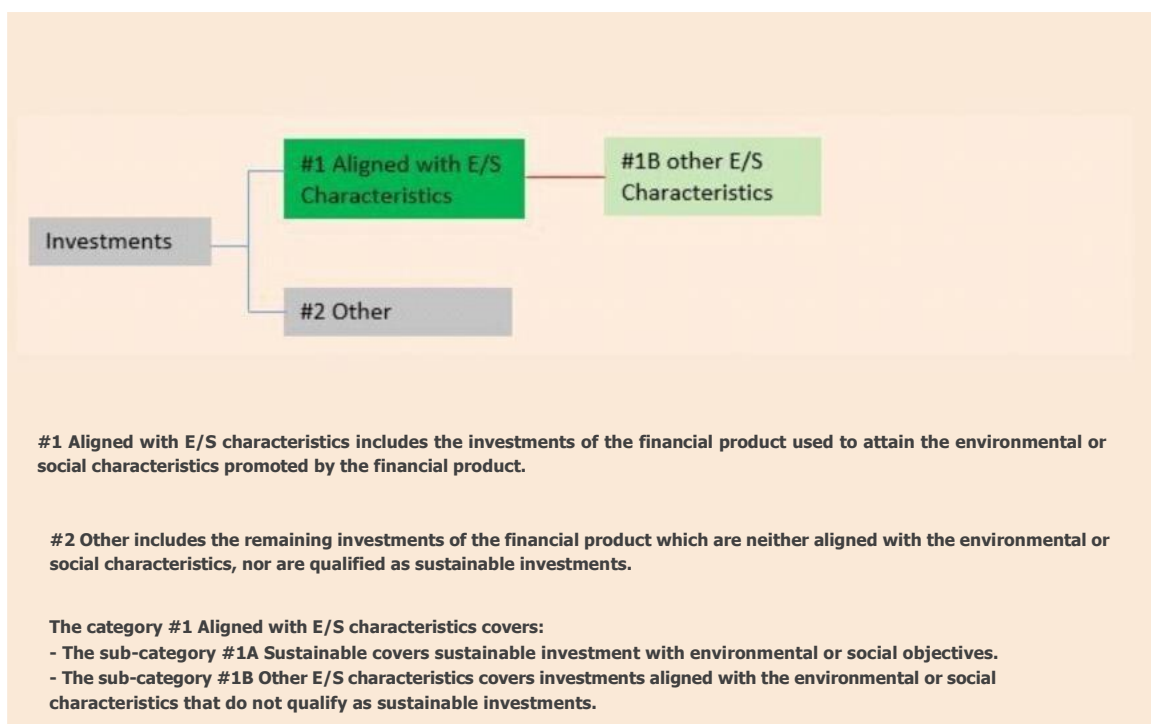 #1 Aligned with E/S
Characteristics
#1B other E/S
Characteristics
Investments
#2 Other
#1 Aligned with E/S characteristics includes the investments of the financial product used to attain the environmental or
social characteristics promoted by the financial product.
#2 Other includes the remaining investments of the financial product which are neither aligned with the environmental or
social characteristics, nor are qualified as sustainable investments.
The category #1 Aligned with E/S characteristics covers:
- The sub-category #1A Sustainable covers sustainable investment with environmental or social objectives.
- The sub-category #1B Other E/S characteristics covers investments aligned with the environmental or social
characteristics that do not qualify as sustainable investments.